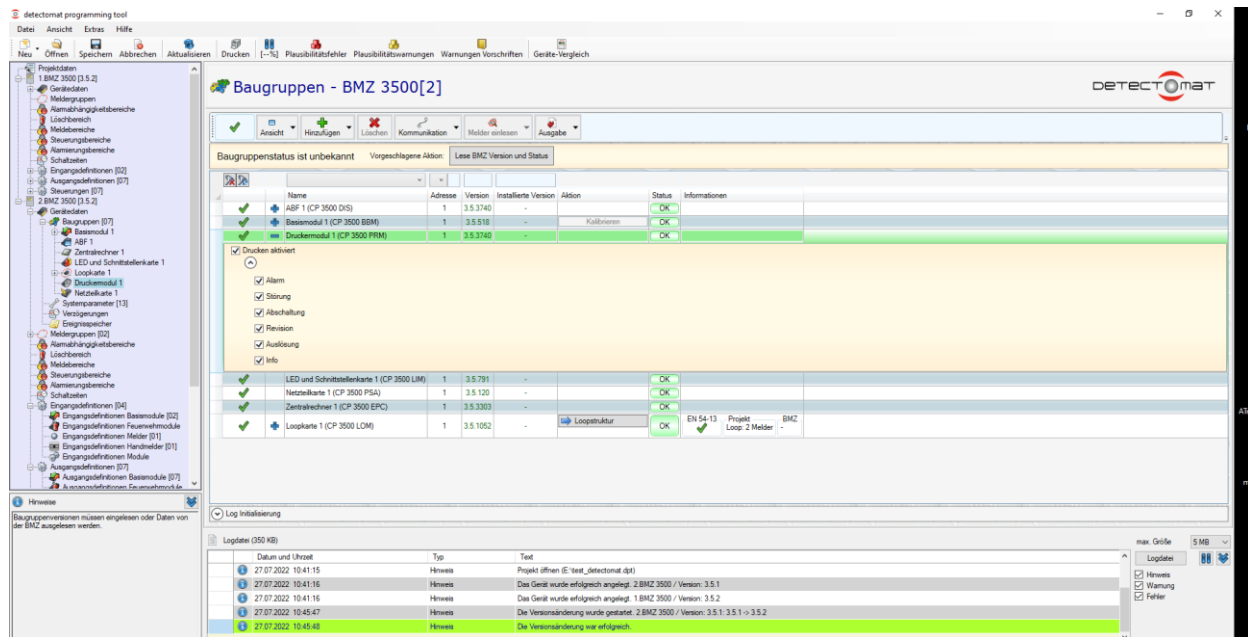 detectomat programming tool
Datei Ansicht Extras Hilfe
Neu Öffnen Speichern Abbrechen Aktualisieren Drucken [--%] Plausibilitätsfehler Plausibilitätswarnungen Warnungen Vorschriften Geräte-Vergleich
Projektdaten
1.BMZ 3500 [3.5.2]
Gerätedaten
Meldergruppen
Alarmabhängigkeitsbereiche
Löschbereich
Meldebereiche
Steuerungsbereiche
Alarmierungsbereiche
Schaltzeiten
Eingangsdefinitionen [02]
Ausgangsdefinitionen [07]
Steuerungen [07]
2.BMZ 3500 [3.5.2]
Gerätedaten
Baugruppen [07]
Basismodul 1
ABF 1
Zentralrechner 1
LED und Schnittstellenkarte 1
Loopkarte 1
Druckermodul 1
Netzteilkarte 1
Systemparameter [13]
Verzögerungen
Ereignisspeicher
Meldergruppen [02]
Alarmabhängigkeitsbereiche
Löschbereich
Meldebereiche
Steuerungsbereiche
Alarmierungsbereiche
Schaltzeiten
Eingangsdefinitionen [04]
Eingangsdefinitionen Basismodule [02]
Eingangsdefinitionen Feuerwehrmodule
Eingangsdefinitionen Melder [01]
Eingangsdefinitionen Handmelder [01]
Eingangsdefinitionen Module
Ausgangsdefinitionen [07]
Ausgangsdefinitionen Basismodule [07]
Ausgangsdefinitionen Feuerwehrmodule
Hinweise
Baugruppenversionen müssen eingelesen oder Daten von
der BMZ ausgelesen werden.
Baugruppen - BMZ 3500[2]
DETECTOMAT
Ansicht Hinzufügen Löschen Kommunikation Melder einlesen Ausgabe
Baugruppenstatus ist unbekannt Vorgeschlagene Aktion: Lese BMZ Version und Status
Name Adresse Version Installierte Version Aktion Status Informationen
ABF 1 (CP 3500 DIS) 1 3.5.3740 - OK
Basismodul 1 (CP 3500 BBM) 1 3.5.518 - Kalibrieren OK
Druckermodul 1 (CP 3500 PRM) 1 3.5.3740 - OK
Drucken aktiviert
Alarm
Störung
Abschaltung
Revision
Auslösung
Info
LED und Schnittstellenkarte 1 (CP 3500 LIM) 1 3.5.791 - OK
Netzteilkarte 1 (CP 3500 PSA) 1 3.5.120 - OK
Zentralrechner 1 (CP 3500 EPC) 1 3.5.3303 - OK
Loopkarte 1 (CP 3500 LOM) 1 3.5.1052 - Loopstruktur OK EN 54-13 Projekt BMZ
Loop: 2 Melder -
Log Initialisierung
Logdatei (350 KB) max. Größe 5 MB
Datum und Uhrzeit Typ Text Logdatei
27.07.2022 10:41:15 Hinweis Projekt öffnen (E:\test_detectomat.dpt)
27.07.2022 10:41:16 Hinweis Das Gerät wurde erfolgreich angelegt. 2.BMZ 3500 / Version: 3.5.1
27.07.2022 10:41:16 Hinweis Das Gerät wurde erfolgreich angelegt. 1.BMZ 3500 / Version: 3.5.2
27.07.2022 10:45:47 Hinweis Die Versionsänderung wurde gestartet. 2.BMZ 3500 / Version: 3.5.1: 3.5.1 -> 3.5.2
27.07.2022 10:45:48 Hinweis Die Versionsänderung war erfolgreich.
Hinweis
Warnung
Fehler